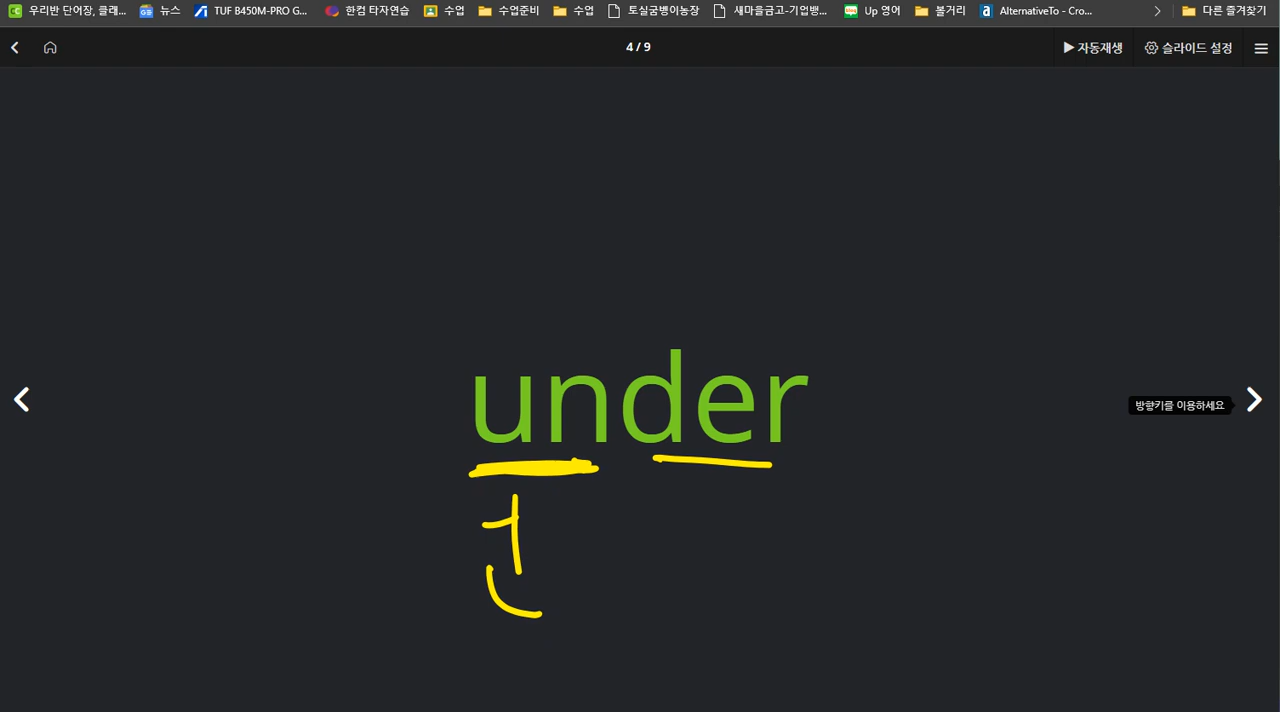 우리반 단어장, 클래... 뉴스 TUF B450M-PRO G... 한컴 타자연습 수업 수업준비 수업 토실굼벵이농장 새마을금고-기업뱅... Up 영어 볼거리 AlternativeTo - Cro... 다른 즐겨찾기
4 / 9 자동재생 슬라이드 설정
under
방향키를 이용하세요